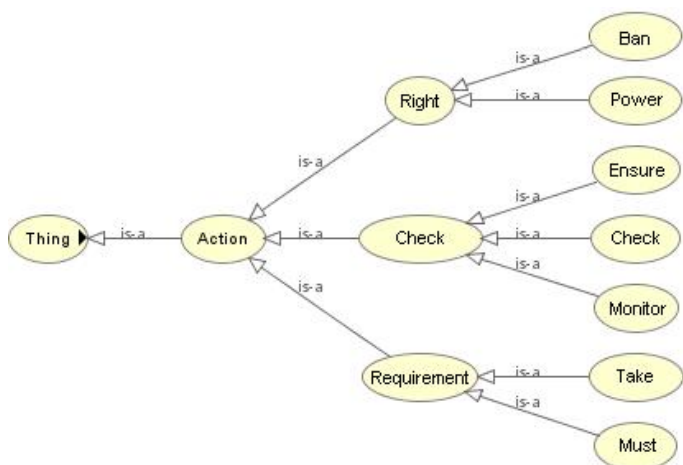 Ban
is-a
Right
is-a
Power
is-a
Ensure
is-a
Thing
is-a
Action
is-a
Check
is-a
Check
is-a
is-a
Monitor
Requirement
is-a
Take
is-a
Must